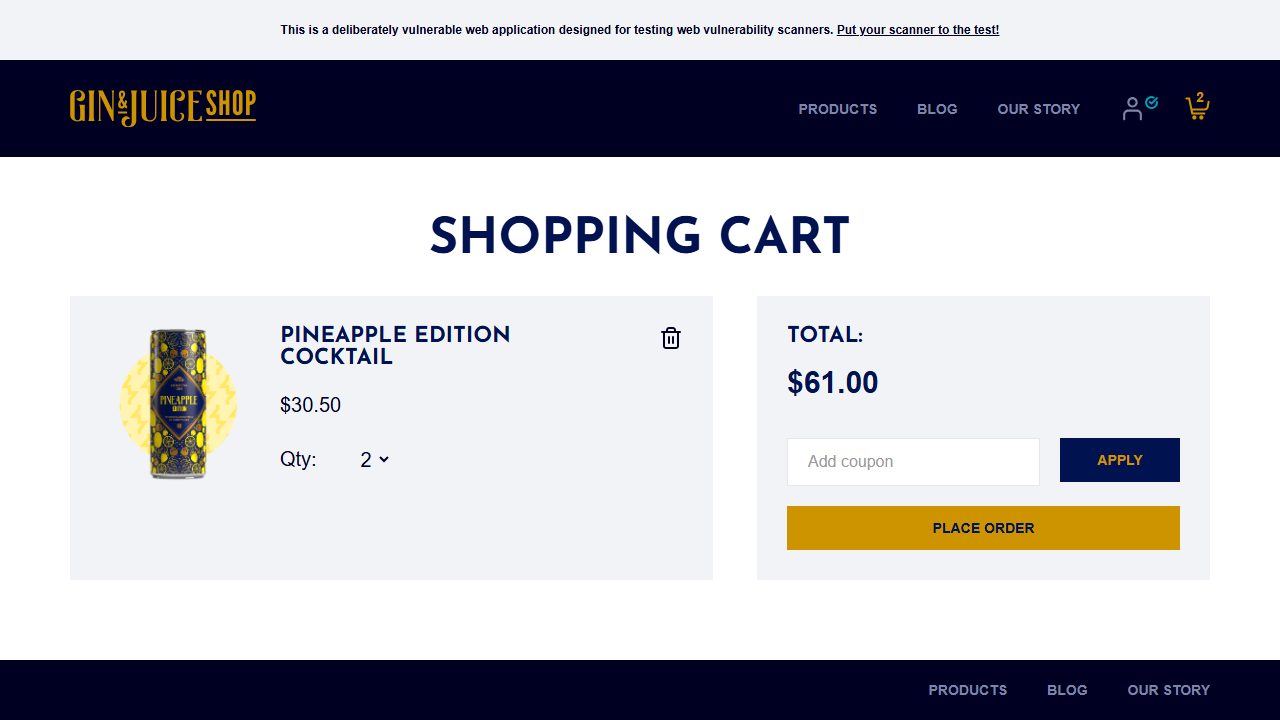 This is a deliberately vulnerable web application designed for testing web vulnerability scanners. Put your scanner to the test!
GIN&JUICE SHOP
PRODUCTS BLOG OUR STORY 2
SHOPPING CART
PINEAPPLE EDITION
COCKTAIL
PINEAPPLE
$30.50
Qty: 2
TOTAL:
$61.00
Add coupon APPLY
PLACE ORDER
PRODUCTS BLOG OUR STORY